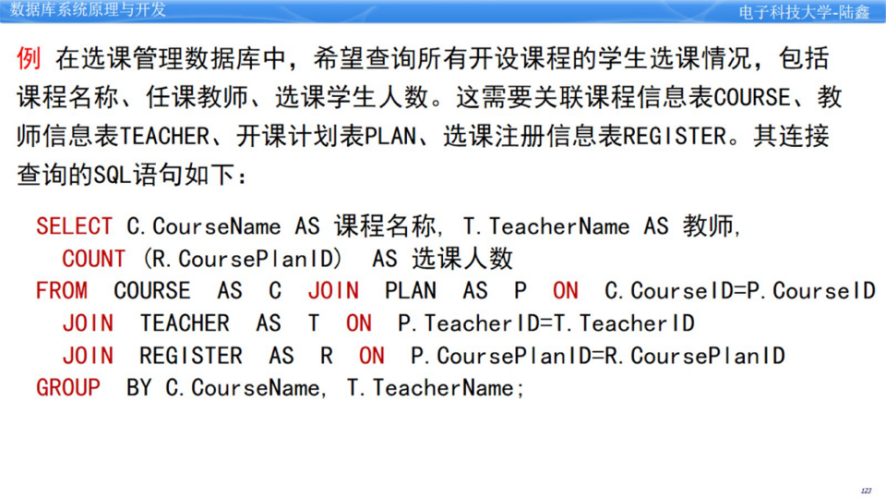 数据库系统原理与开发
电子科技大学-陆鑫
例 在选课管理数据库中，希望查询所有开设课程的学生选课情况，包括
课程名称、任课教师、选课学生人数。这需要关联课程信息表COURSE、教
师信息表TEACHER、开课计划表PLAN、选课注册信息表REGISTER。其连接
查询的SQL语句如下：
SELECT C.CourseName AS 课程名称, T.TeacherName AS 教师,
COUNT (R.CoursePlanID) AS 选课人数
FROM COURSE AS C JOIN PLAN AS P ON C.CourseID=P.CourseID
JOIN TEACHER AS T ON P.TeacherID=T.TeacherID
JOIN REGISTER AS R ON P.CoursePlanID=R.CoursePlanID
GROUP BY C.CourseName, T.TeacherName;
123